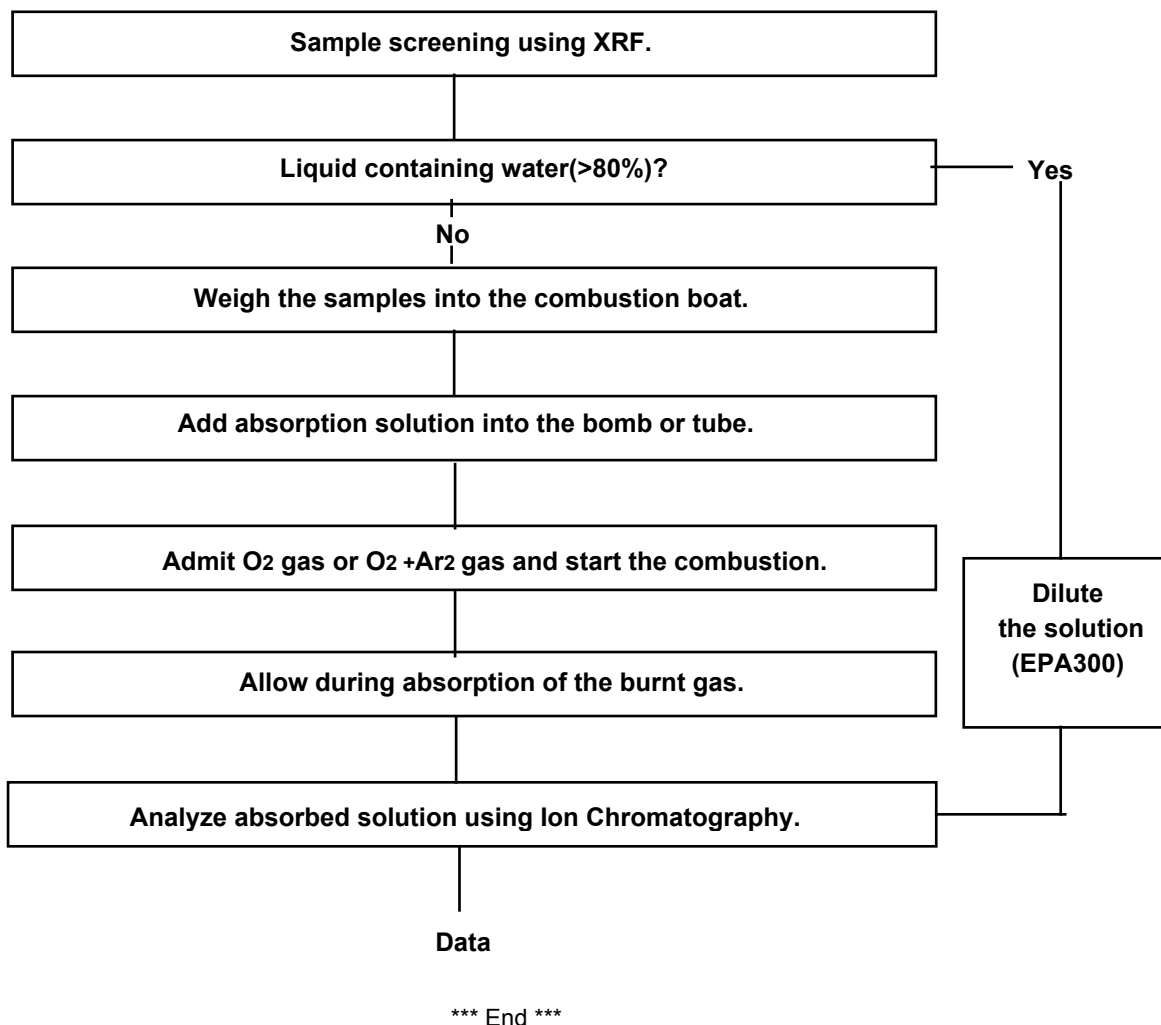 Sample screening using XRF.
Liquid containing water(>80%)?
Yes
No
Weigh the samples into the combustion boat.
Add absorption solution into the bomb or tube.
Admit O2 gas or O2 +Ar2 gas and start the combustion.
Dilute
the solution
(EPA300)
Allow during absorption of the burnt gas.
Analyze absorbed solution using Ion Chromatography.
Data
*** End ***